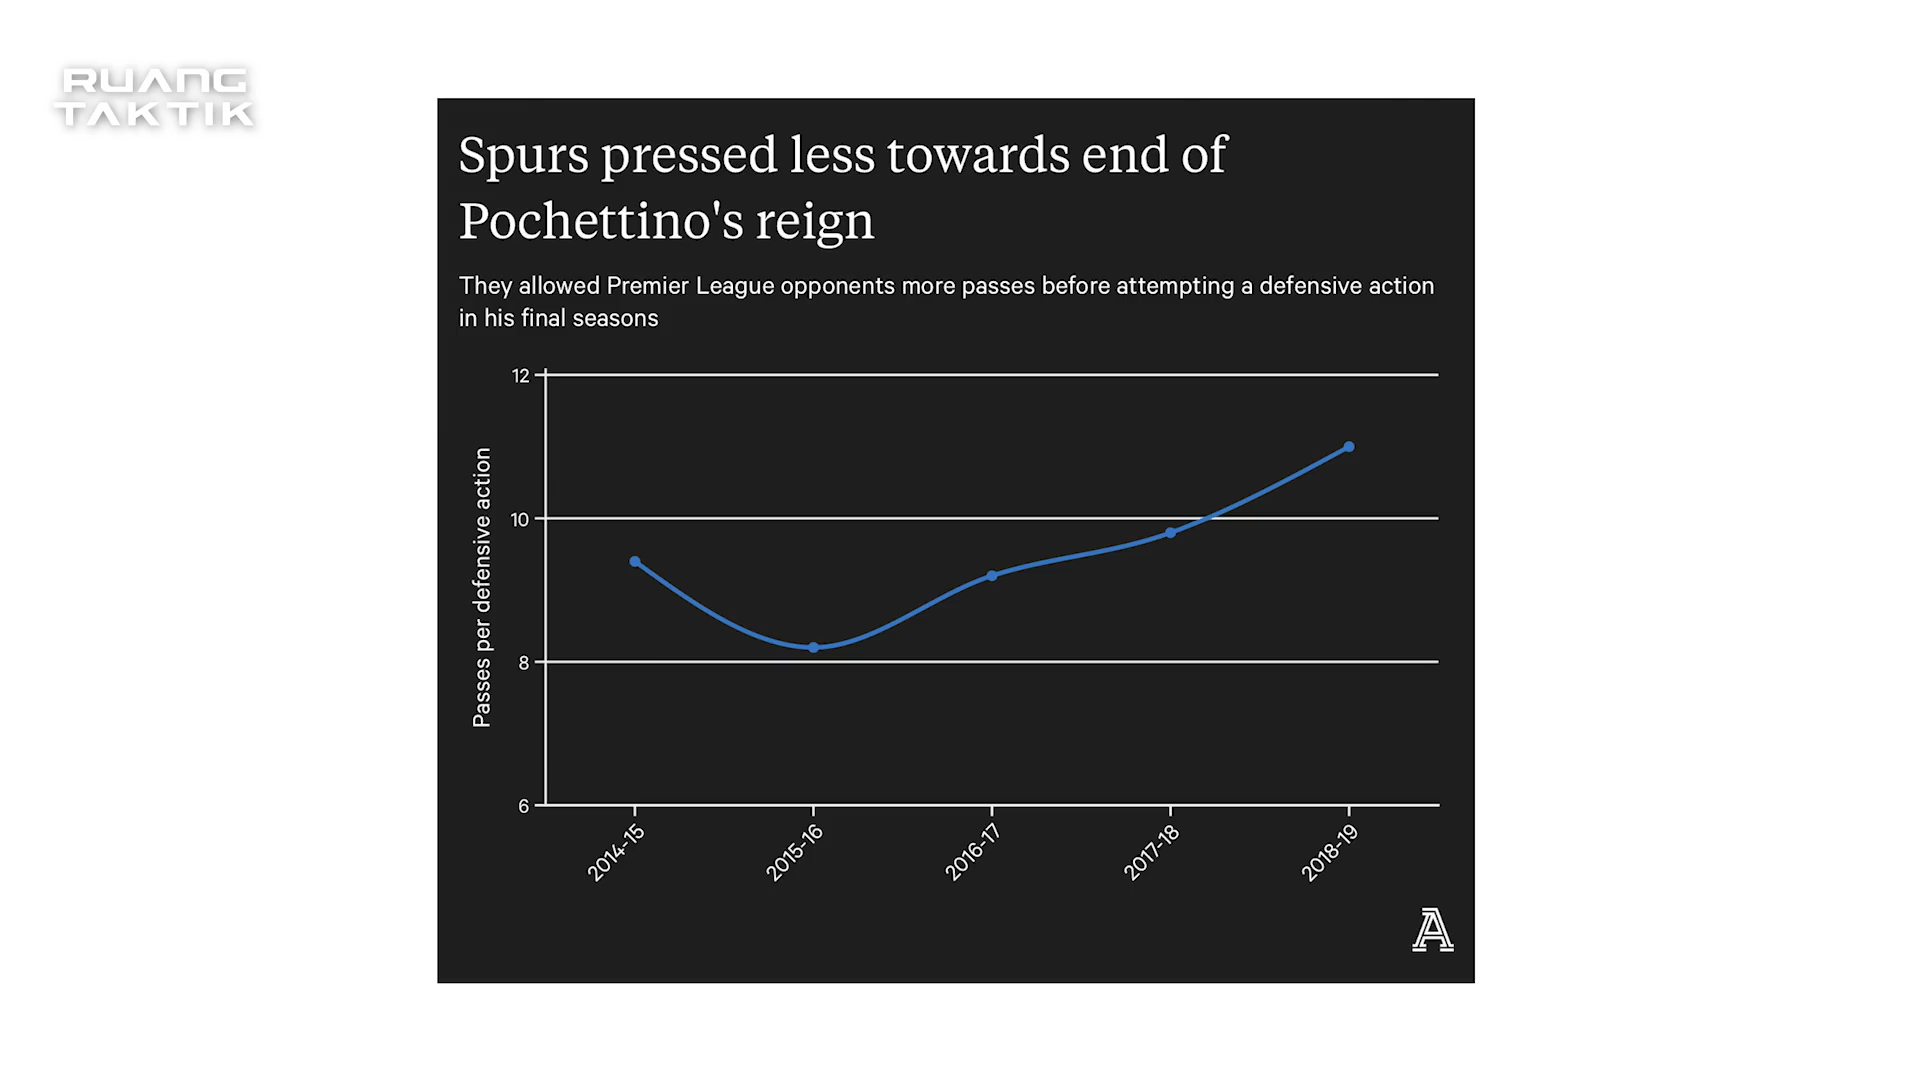 RUANG
TAKTIK
Spurs pressed less towards end of
Pochettino's reign
They allowed Premier League opponents more passes before attempting a defensive action
in his final seasons
Passes per defensive action
12
10
8
6
2014-15
2015-16
2016-17
2017-18
2018-19
A